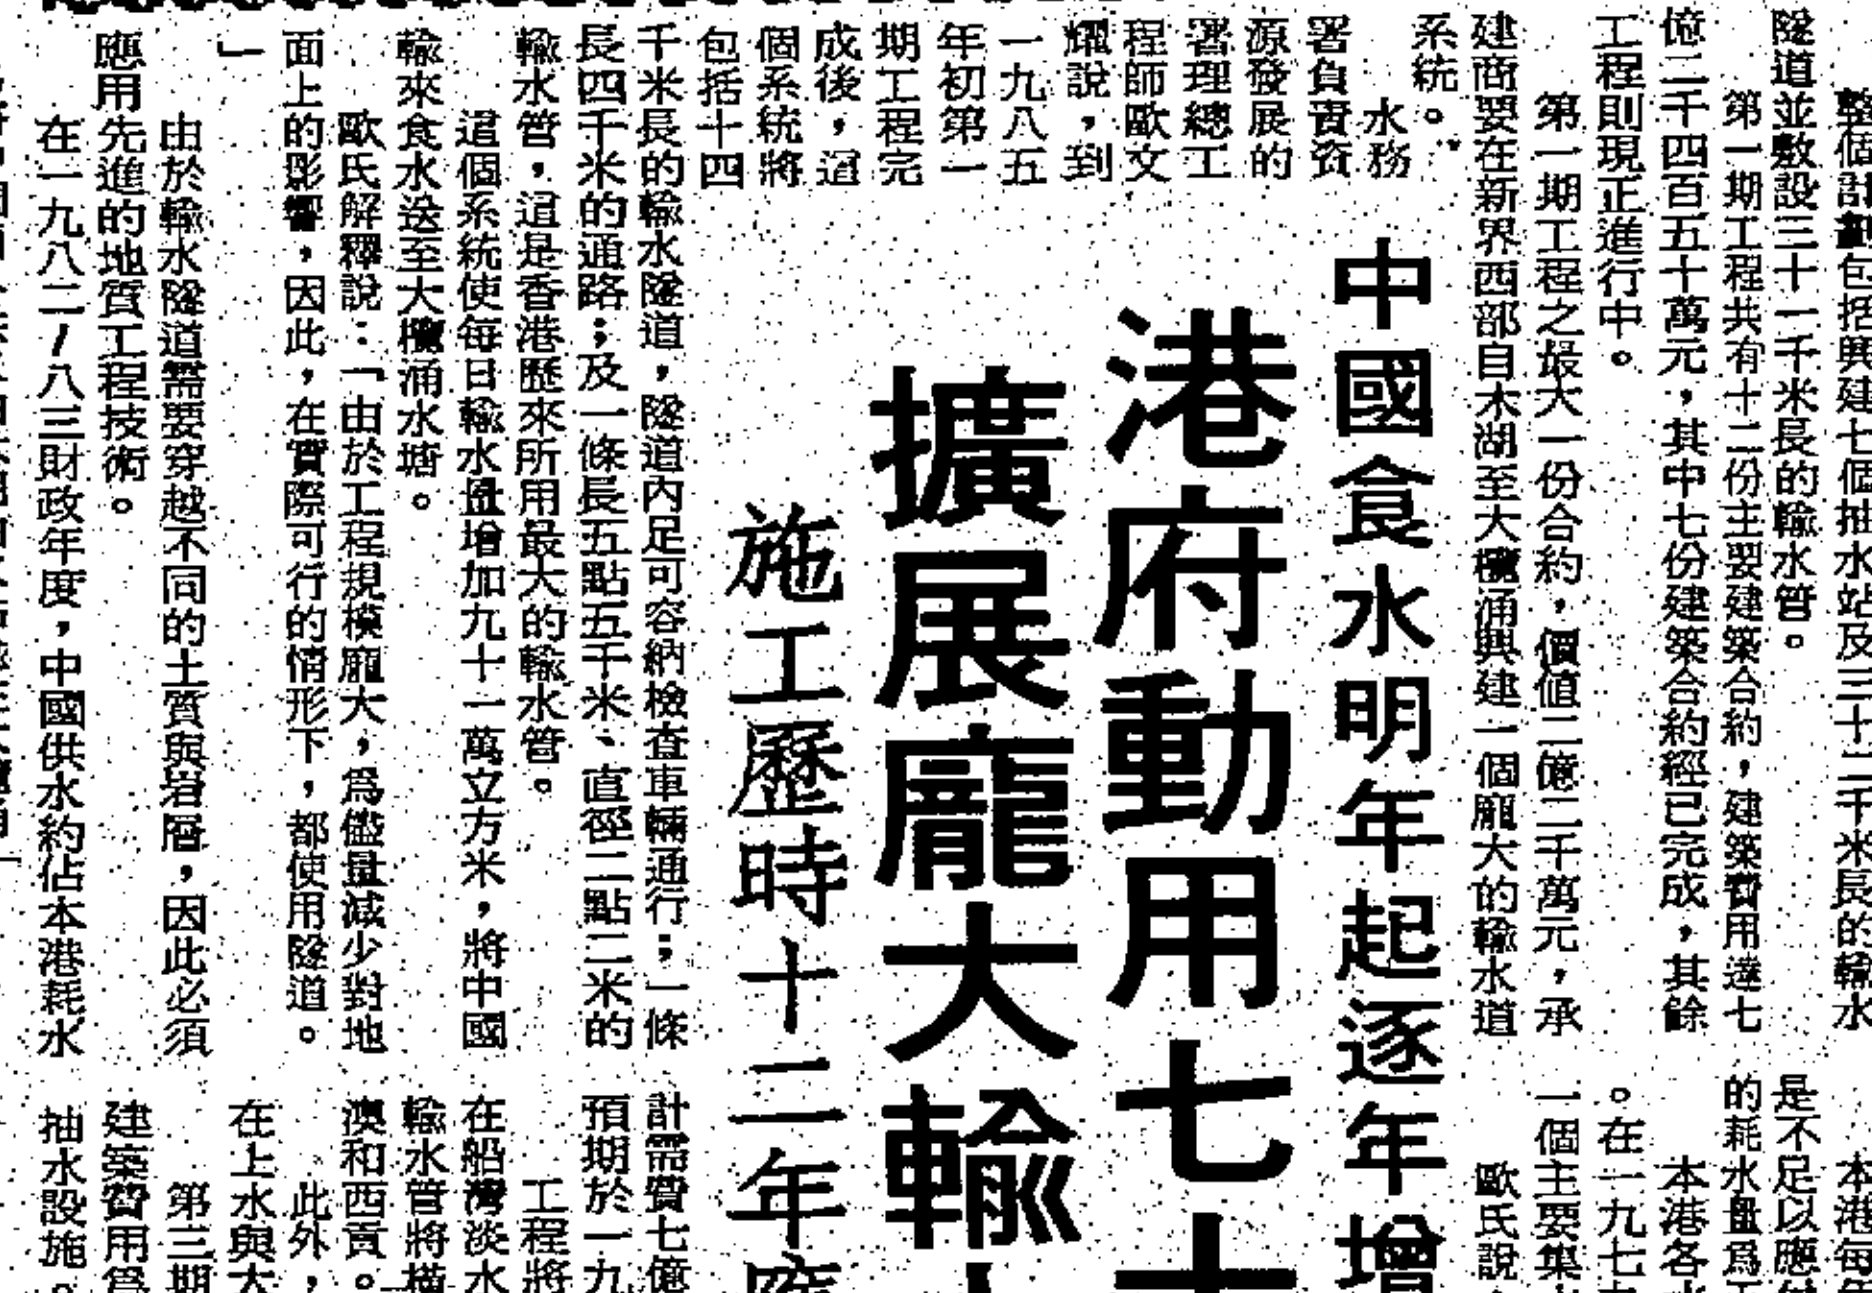 整個計劃包括興建七個抽水站及三十二千米長的輸水
隧道並敷設三十一千米長的輸水管。
第一期工程共有十二份主要建築合約，建築費用達七
億二千四百五十萬元，其中七份建築合約經已完成，其餘
工程則現正進行中。
第一期工程之最大一份合約，價值二億二千萬元，承
建商要在新界西部自木湖至大欖涌興建一個龐大的輸水道
系統。
中國食水明年起逐年增
港府動用七十
擴展龐大輸
施工歷時十二年
水務
署負責資
源發展的
署理總工
程師歐文
耀說，到
一九八五
年初第一
期工程完
成後，這
個系統將
包括十四
千米長的輸水隧道，隧道內足可容納檢查車輛通行；一條
長四千米的通路；及一條長五點五千米、直徑二點二米的
輸水管，這是香港歷來所用最大的輸水管。
這個系統使每日輸水量增加九十一萬立方米，將中國
輸來食水送至大欖涌水塘。
歐氏解釋說：「由於工程規模龐大，爲儘量減少對地
面上的影響，因此，在實際可行的情形下，都使用隧道。
」
由於輸水隧道需要穿越不同的土質與岩層，因此必須
應用先進的地質工程技術。
在一九八二/八三財政年度，中國供水約佔本港耗水
本港每
是不足以應
的耗水量爲
本港各
。在一九七
一個主要集
歐氏說
計需費七億
預期於一九
工程將
在船灣淡水
輸水管將橫
澳和西貢。
此外，
在上水與大
第三期
建築費用爲
抽水設施。